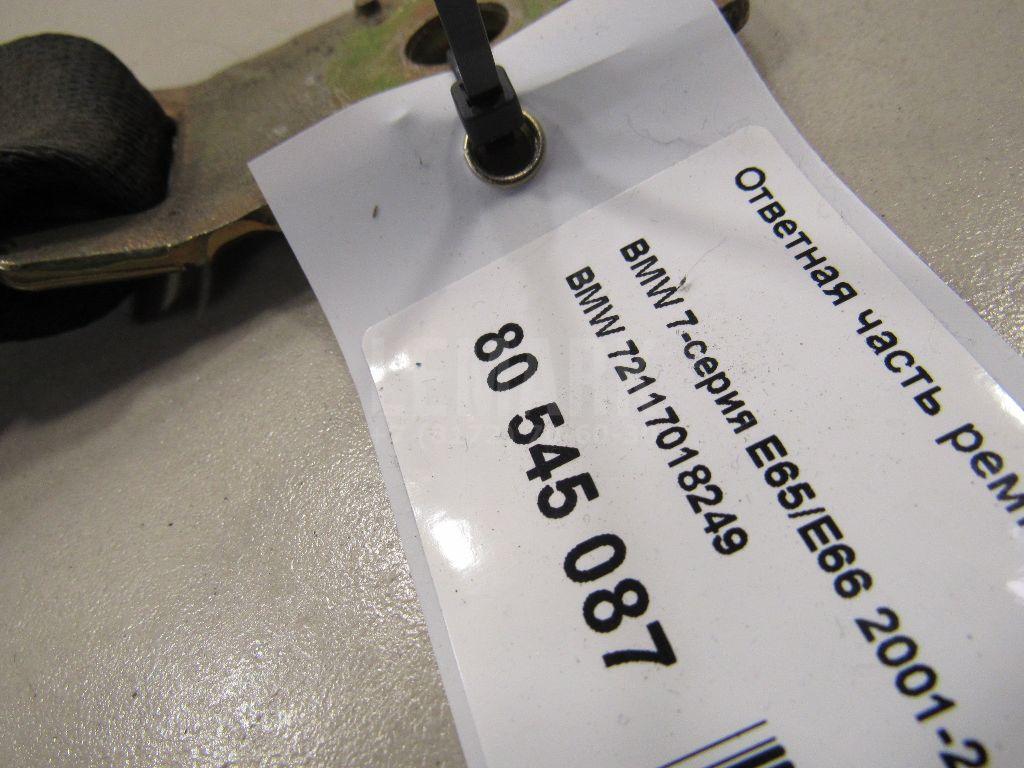 Ответная часть рем
BMW 7-серия E65/E66 2001-2
BMW 72117018249
80 545 087